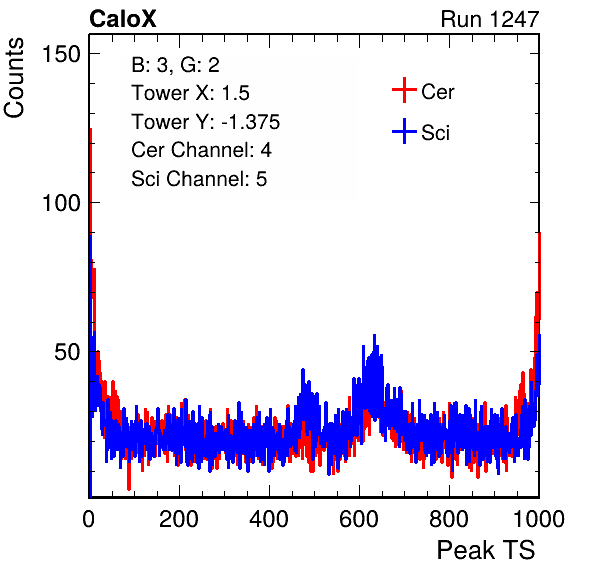 CaloX Run 1247
Counts
150
100
50
B: 3, G: 2
Tower X: 1.5
Tower Y: -1.375
Cer Channel: 4
Sci Channel: 5
Cer
Sci
0 200 400 600 800 1000
Peak TS